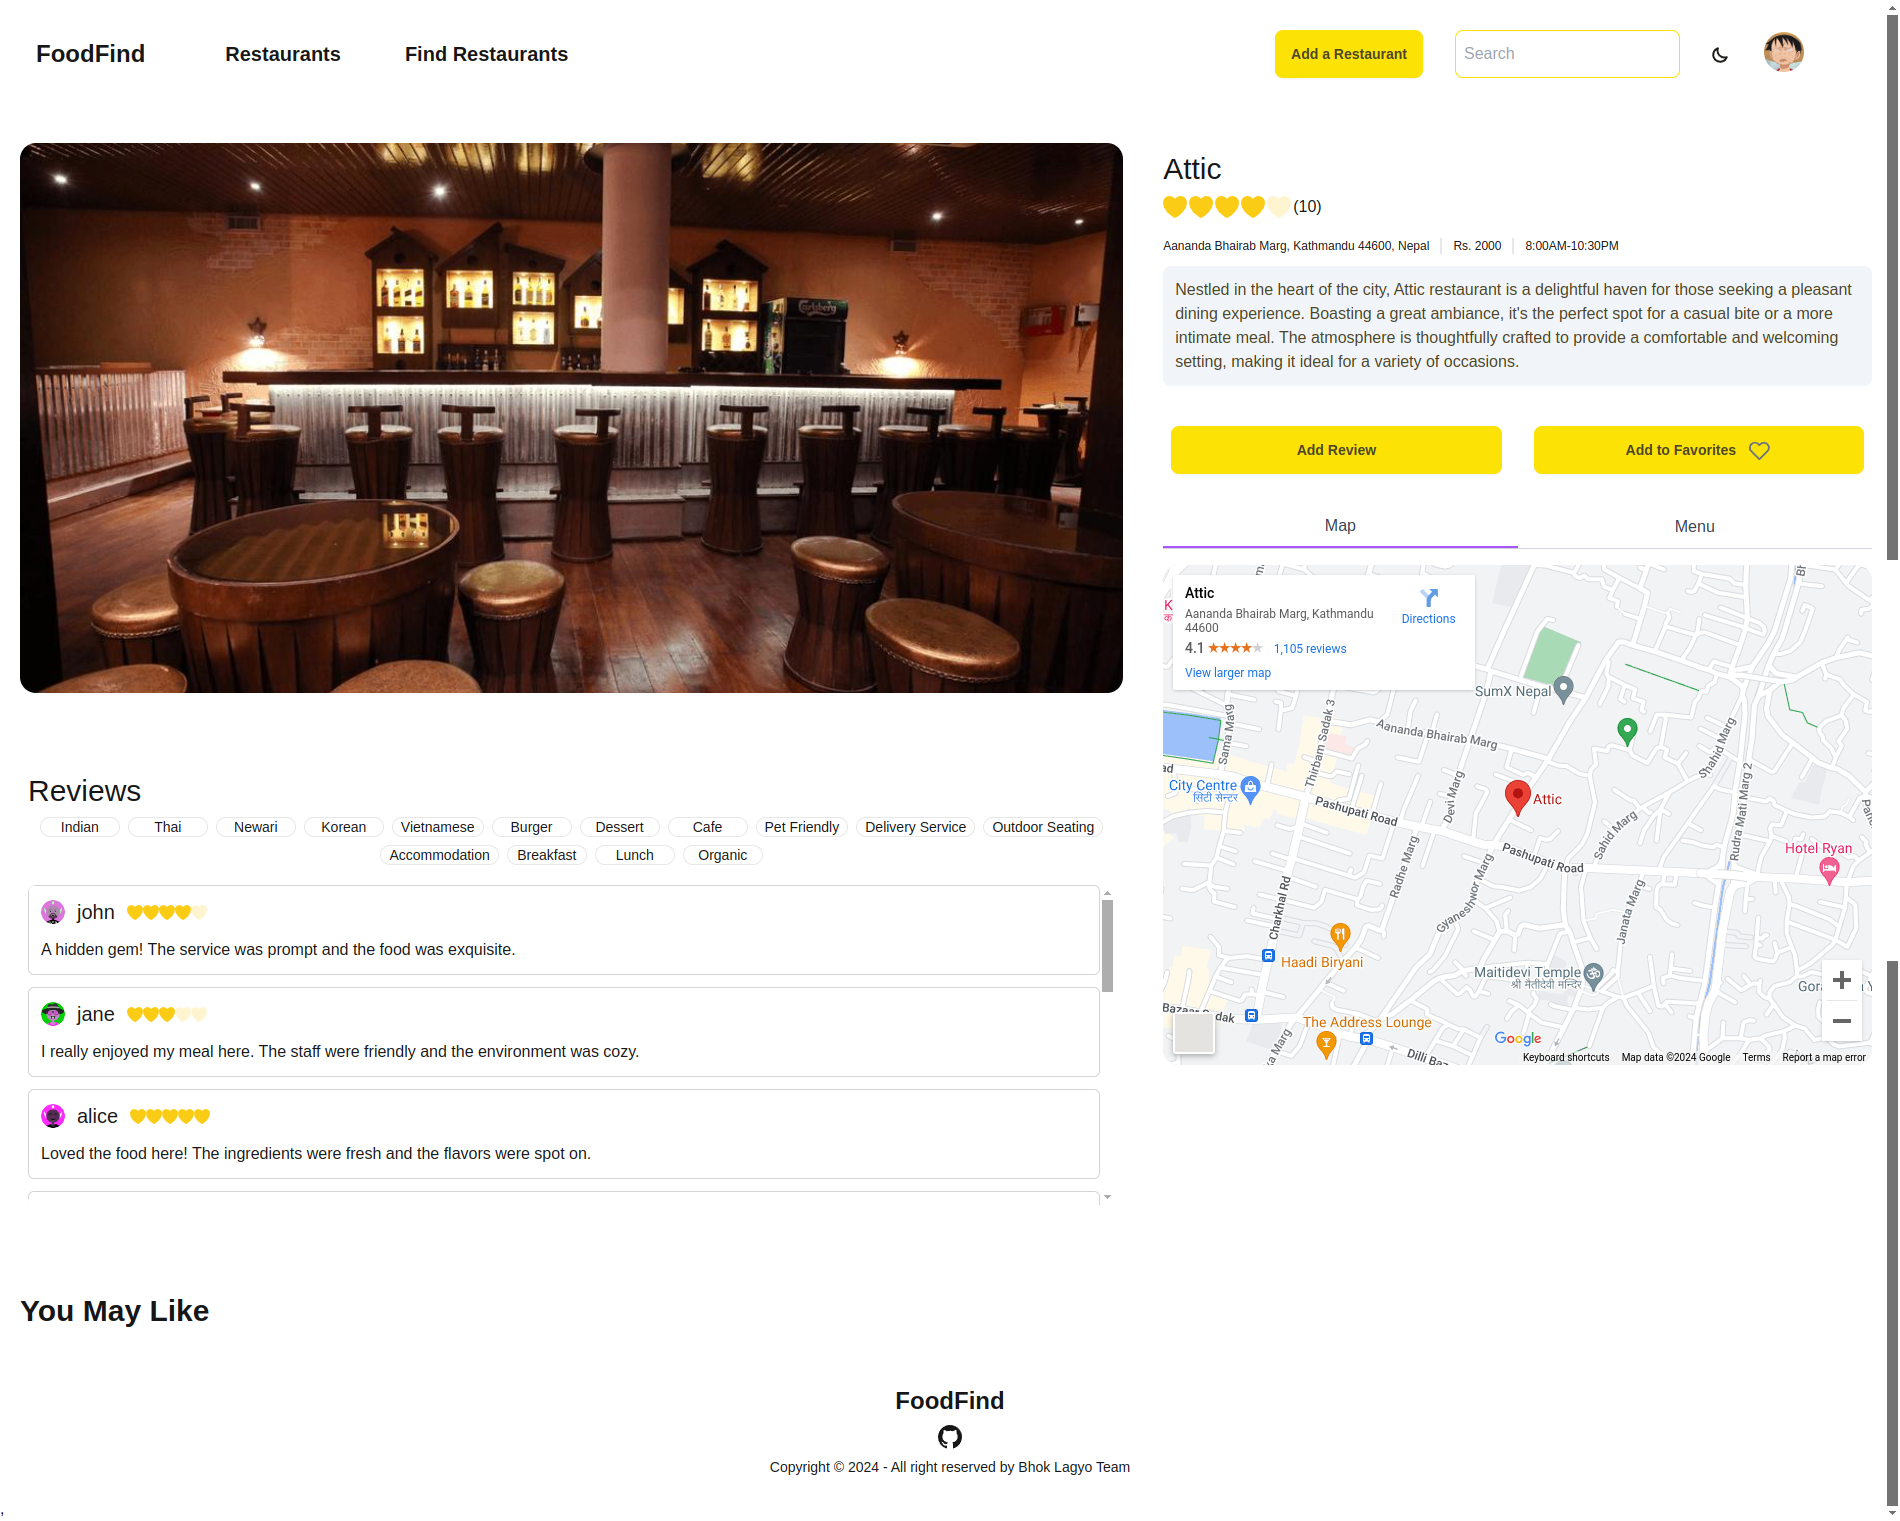 FoodFind
Restaurants
Find Restaurants
Add a Restaurant
Search
Carlsberg
Attic
(10)
Aananda Bhairab Marg, Kathmandu 44600, Nepal
Rs. 2000
8:00AM-10:30PM
Nestled in the heart of the city, Attic restaurant is a delightful haven for those seeking a pleasant
dining experience. Boasting a great ambiance, it's the perfect spot for a casual bite or a more
intimate meal. The atmosphere is thoughtfully crafted to provide a comfortable and welcoming
setting, making it ideal for a variety of occasions.
Add Review
Add to Favorites
Map
Menu
Attic
Aananda Bhairab Marg, Kathmandu
44600
4.1
1,105 reviews
View larger map
Directions
SumX Nepal
Aananda Bhairab Marg
Sama Marg
Thirbam Sadak 3
Shahid Marg
Rudra Mati Marg 2
City Centre
सिटी सेन्टर
Pashupati Road
Devi Marg
Attic
Sahid Marg
Pashupati Road
Hotel Ryan
Radhe Marg
Gyaneshwor Marg
Charkhal Rd
Janata Marg
Haadi Biryani
Maitidevi Temple
श्री मैतीदेवी मन्दिर
The Address Lounge
Google
Keyboard shortcuts
Map data ©2024 Google
Terms
Report a map error
Reviews
Indian
Thai
Newari
Korean
Vietnamese
Burger
Dessert
Cafe
Pet Friendly
Delivery Service
Outdoor Seating
Accommodation
Breakfast
Lunch
Organic
john
A hidden gem! The service was prompt and the food was exquisite.
jane
I really enjoyed my meal here. The staff were friendly and the environment was cozy.
alice
Loved the food here! The ingredients were fresh and the flavors were spot on.
You May Like
FoodFind
Copyright © 2024 - All right reserved by Bhok Lagyo Team
,